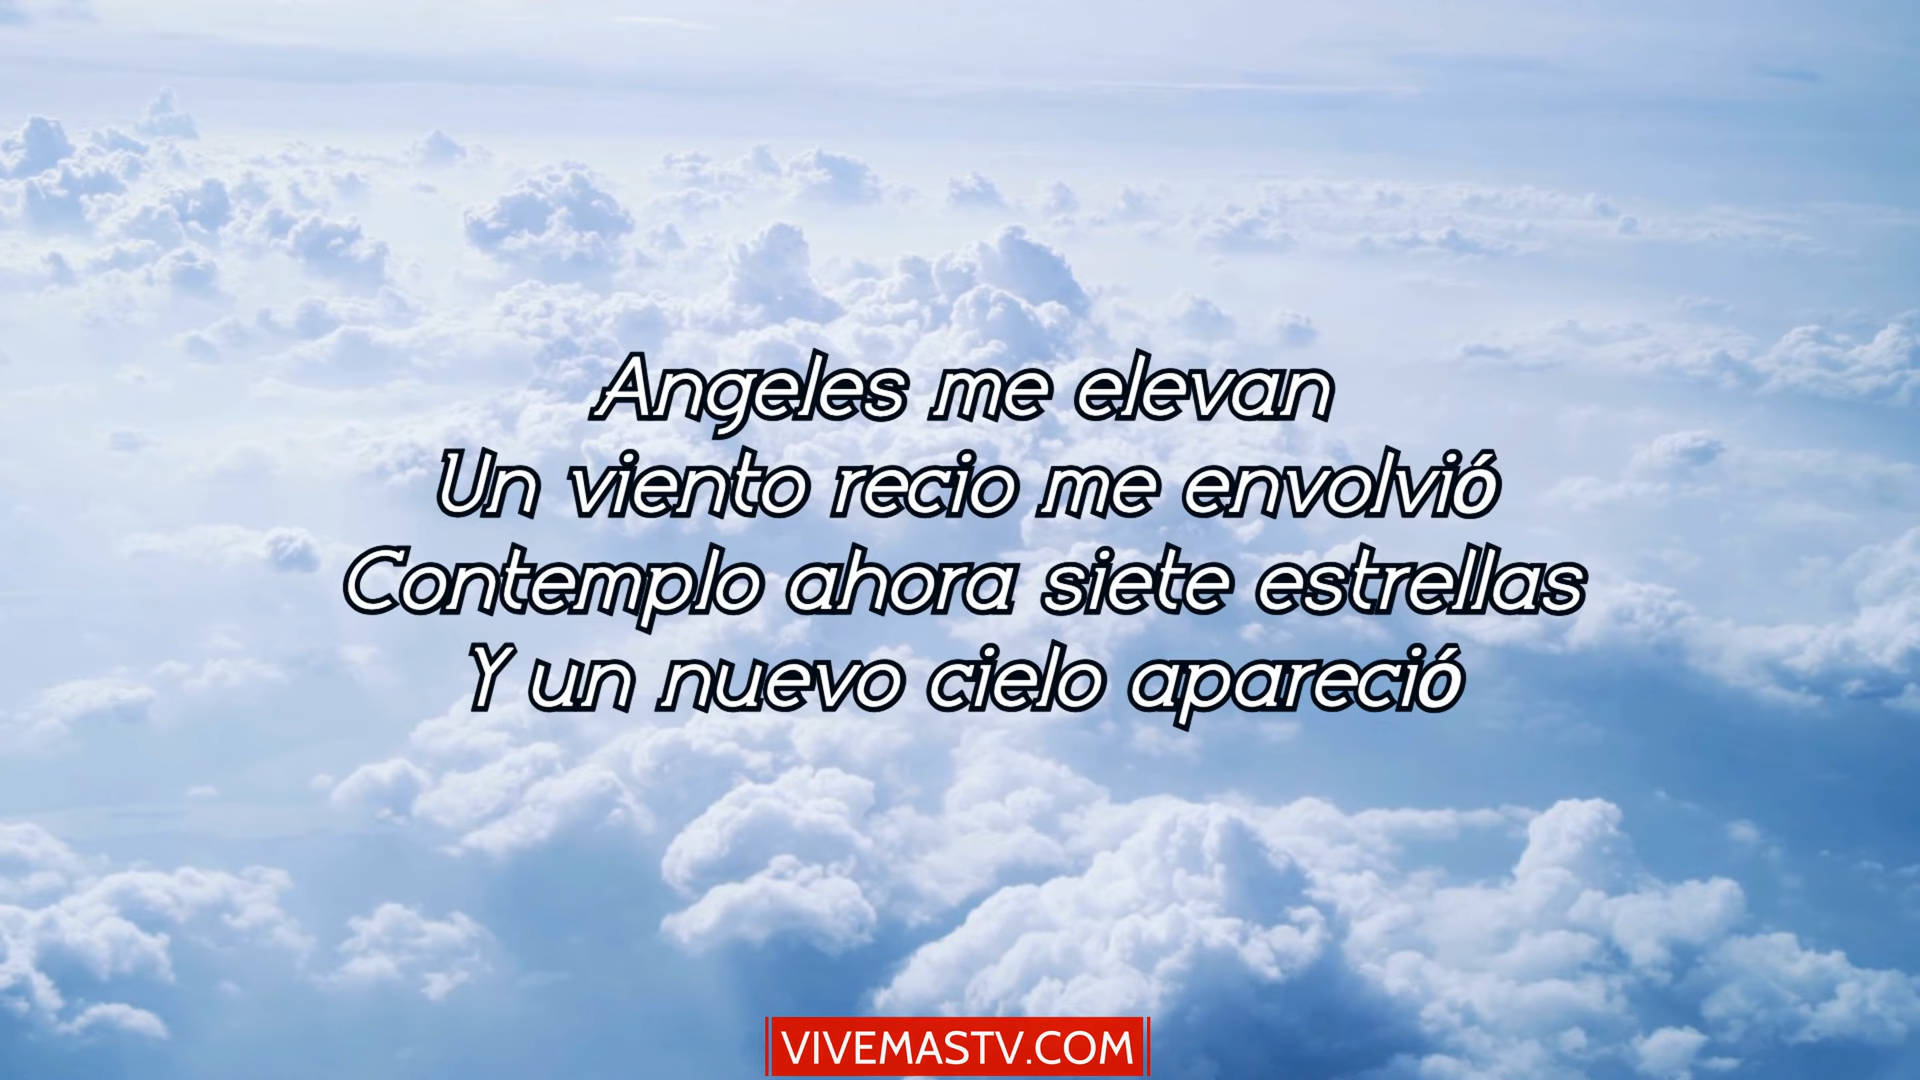 Angeles me elevan
Un viento recio me envolvió
Contemplo ahora siete estrellas
Y un nuevo cielo apareció
VIVEMASTV.COM